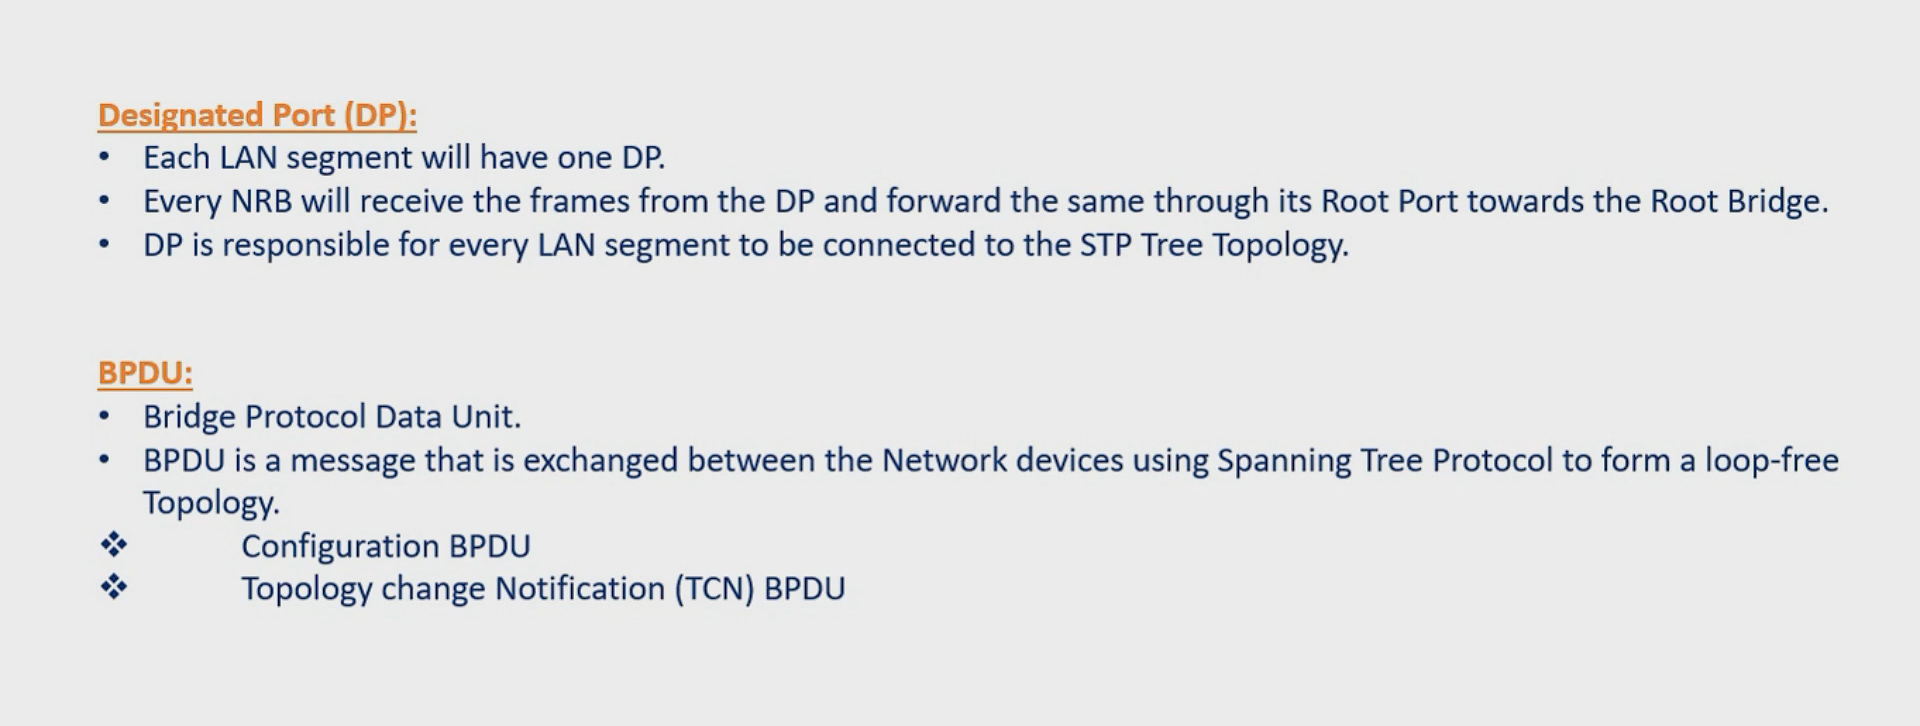 Designated Port (DP):
• Each LAN segment will have one DP.
• Every NRB will receive the frames from the DP and forward the same through its Root Port towards the Root Bridge.
• DP is responsible for every LAN segment to be connected to the STP Tree Topology.
BPDU:
• Bridge Protocol Data Unit.
• BPDU is a message that is exchanged between the Network devices using Spanning Tree Protocol to form a loop-free
Topology.
❖ Configuration BPDU
❖ Topology change Notification (TCN) BPDU